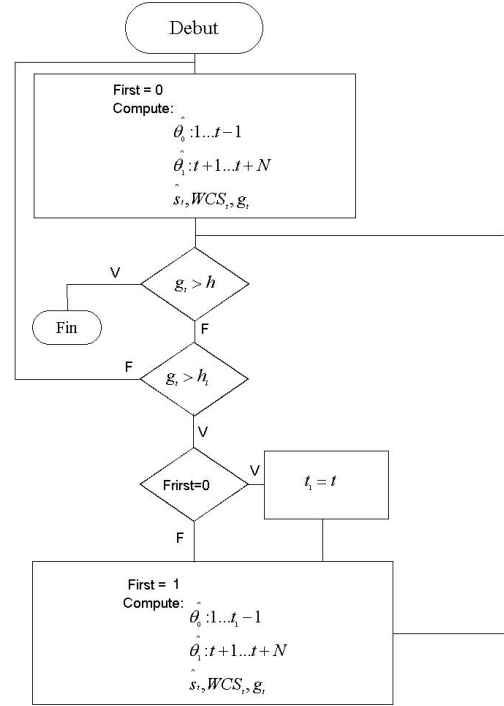 Debut
First = 0
Compute:
θ̂₀:1...t−1
θ̂₁:t+1...t+N
ŝₜ,WCSₜ,gₜ
V
gₜ > h
Fin
F
F
gₜ > hᵢ
V
Frirst=0
V
t₁ = t
F
First = 1
Compute:
θ̂₀:1...t₁−1
θ̂₁:t+1...t+N
ŝₜ,WCSₜ,gₜ